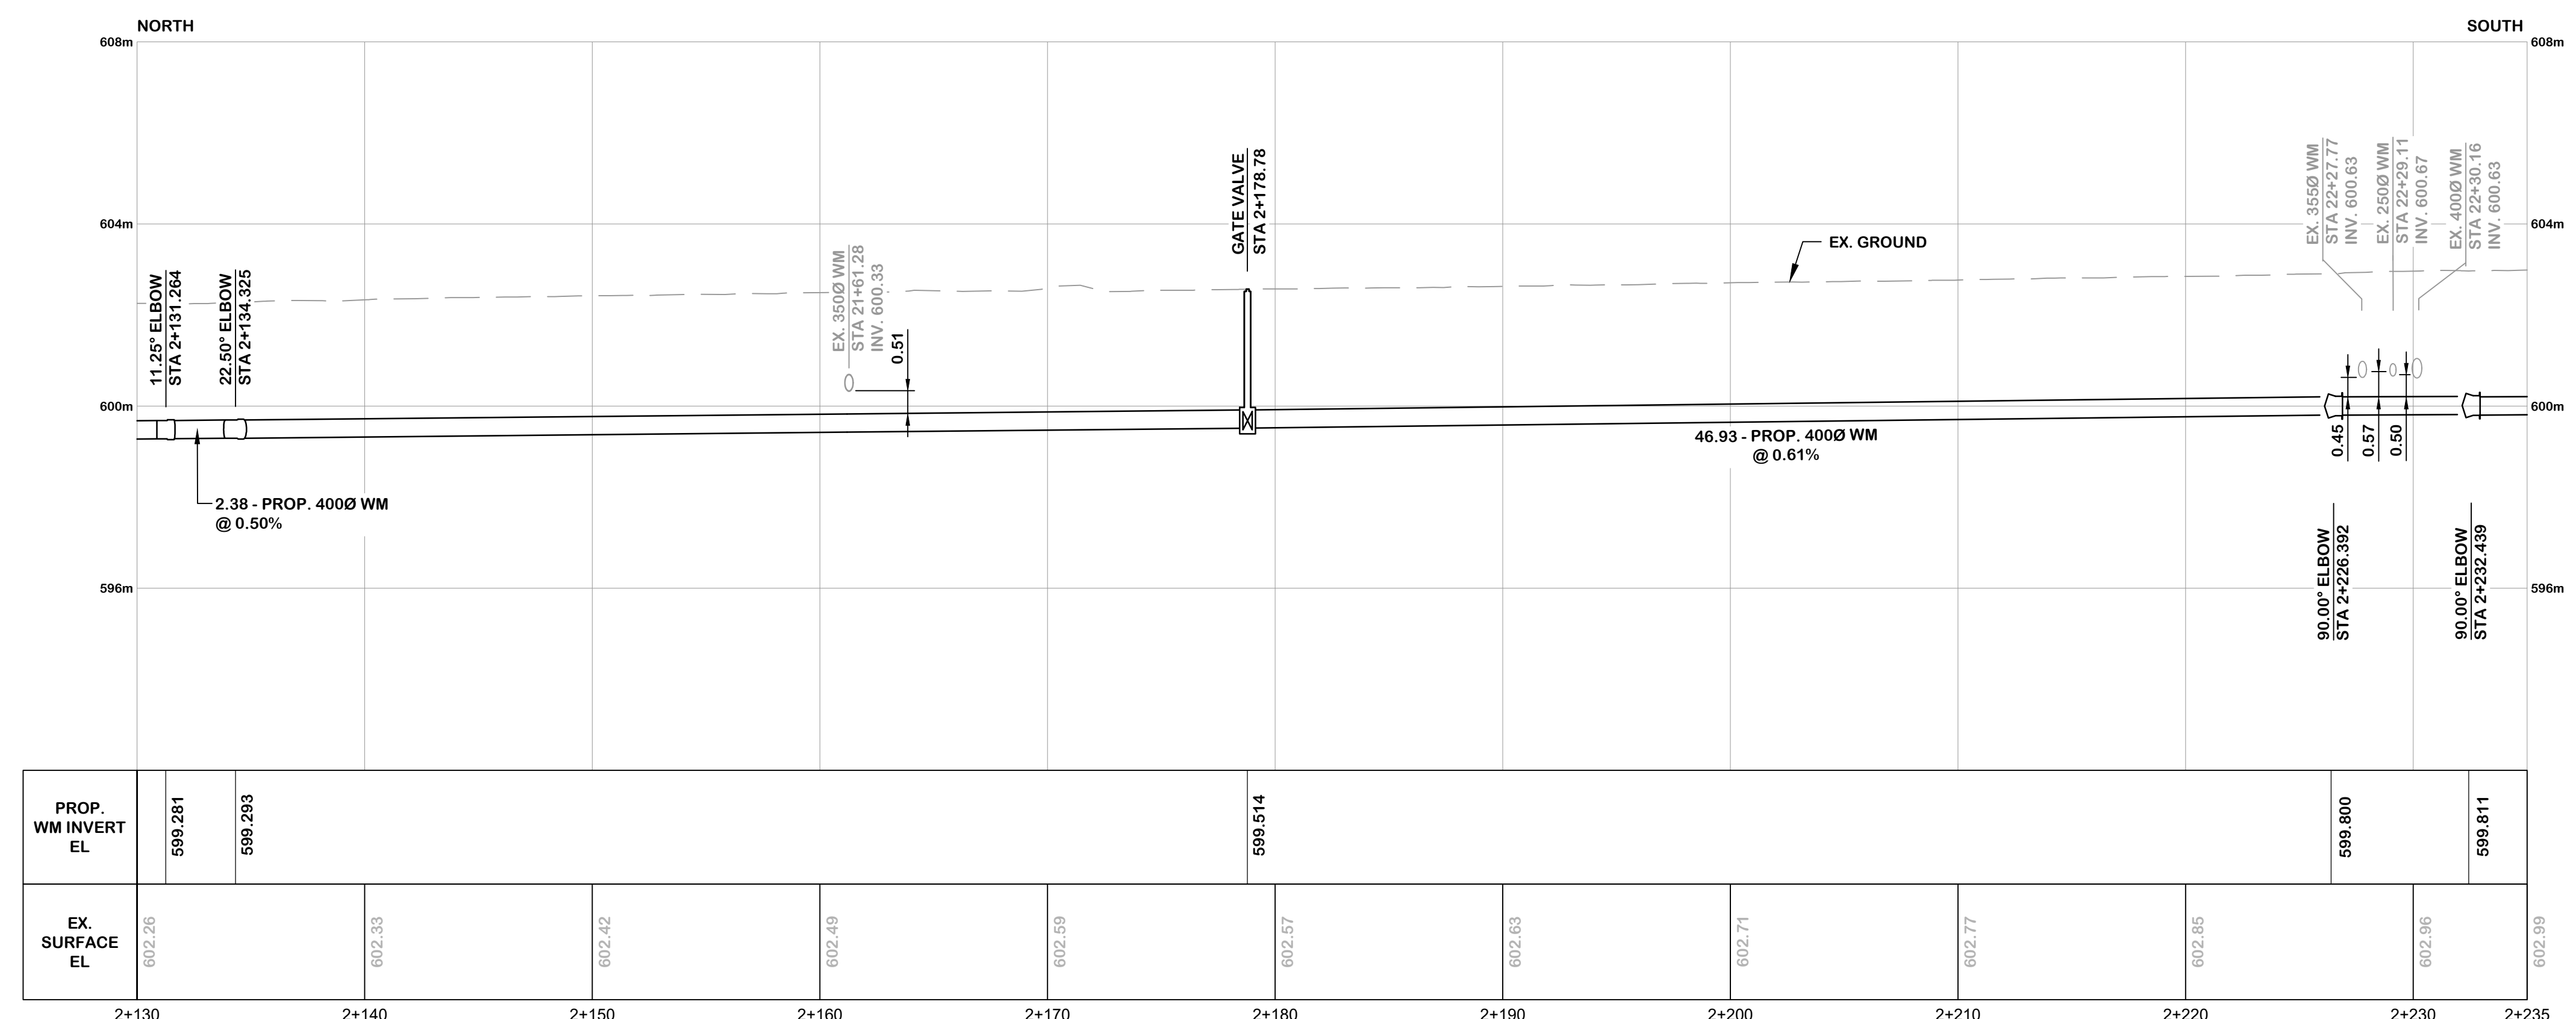 NORTH
SOUTH
608m
608m
604m
604m
600m
600m
596m
596m
11.25° ELBOW
STA 2+131.264
22.50° ELBOW
STA 2+134.325
EX. 350Ø WM
STA 21+61.28
INV. 600.33
0.51
GATE VALVE
STA 2+178.78
EX. GROUND
EX. 355Ø WM
STA 22+27.77
INV. 600.63
EX. 250Ø WM
STA 22+29.11
INV. 600.67
EX. 400Ø WM
STA 22+30.16
INV. 600.63
2.38 - PROP. 400Ø WM
@ 0.50%
46.93 - PROP. 400Ø WM
@ 0.61%
0.45
0.57
0.50
90.00° ELBOW
STA 2+226.392
90.00° ELBOW
STA 2+232.439
PROP.
WM INVERT
EL
599.281
599.293
599.514
599.800
599.811
EX.
SURFACE
EL
602.26
602.33
602.42
602.49
602.59
602.57
602.63
602.71
602.77
602.85
602.96
602.99
2+130
2+140
2+150
2+160
2+170
2+180
2+190
2+200
2+210
2+220
2+230
2+235